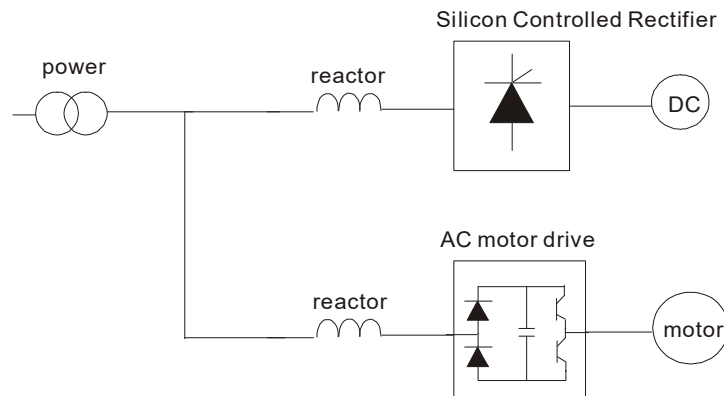 Silicon Controlled Rectifier
power
reactor
DC
AC motor drive
reactor
motor